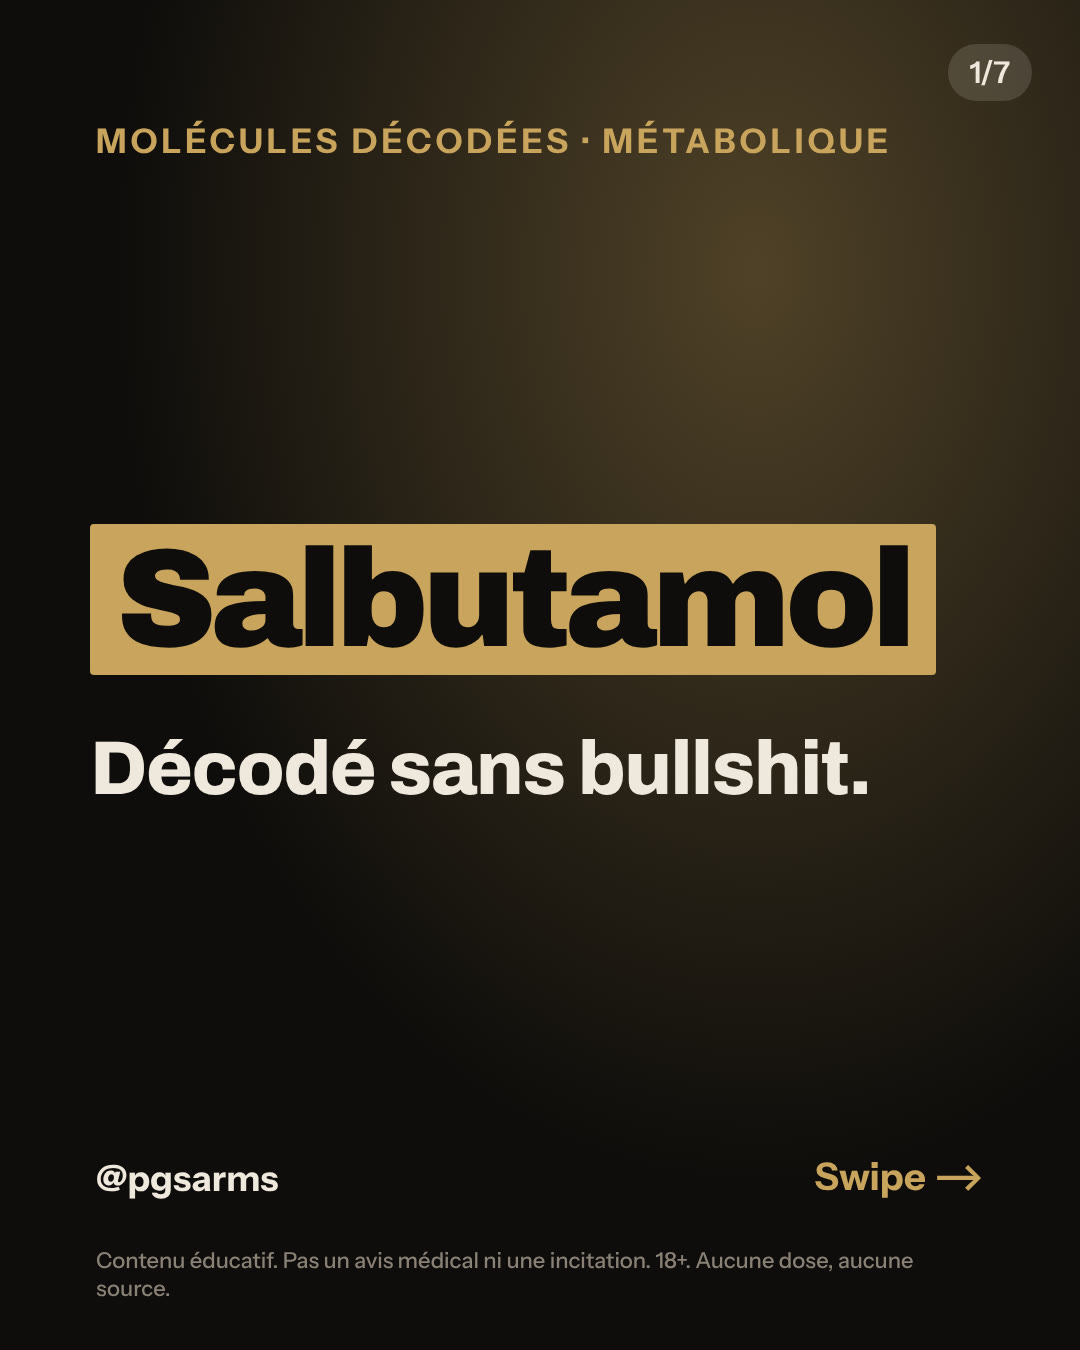 1/7
MOLÉCULES DÉCODÉES · MÉTABOLIQUE
Salbutamol
Décodé sans bullshit.
@pgsarms
Swipe →
Contenu éducatif. Pas un avis médical ni une incitation. 18+. Aucune dose, aucune
source.